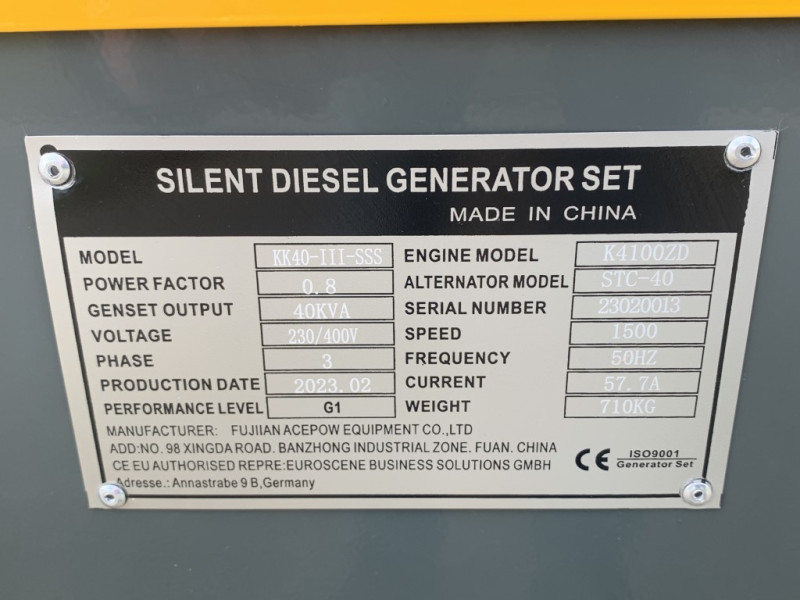 SILENT DIESEL GENERATOR SET
MADE IN CHINA
MODEL KK40-III-SSS ENGINE MODEL K4100ZD
POWER FACTOR 0.8 ALTERNATOR MODEL STC-40
GENSET OUTPUT 40KVA SERIAL NUMBER 23020013
VOLTAGE 230/400V SPEED 1500
PHASE 3 FREQUENCY 50HZ
PRODUCTION DATE 2023.02 CURRENT 57.7A
PERFORMANCE LEVEL G1 WEIGHT 710KG
MANUFACTURER: FUJIIAN ACEPOW EQUIPMENT CO.,LTD
ADD:NO. 98 XINGDA ROAD. BANZHONG INDUSTRIAL ZONE. FUAN. CHINA
CE EU AUTHORISED REPRE:EUROSCENE BUSINESS SOLUTIONS GMBH
Adresse.: Annastrabe 9 B,Germany
CE ISO9001
Generator Set